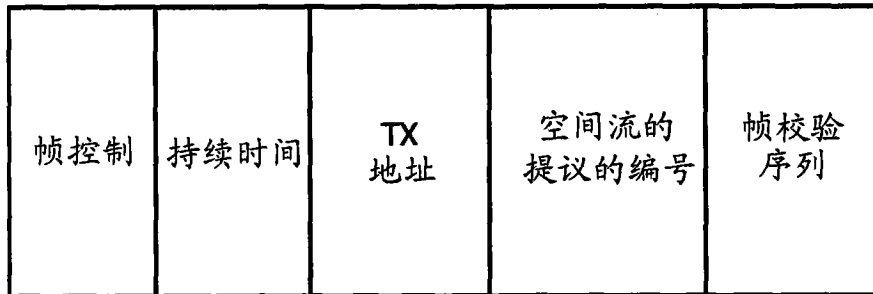 帧控制
持续时间
TX
地址
空间流的
提议的编号
帧校验
序列